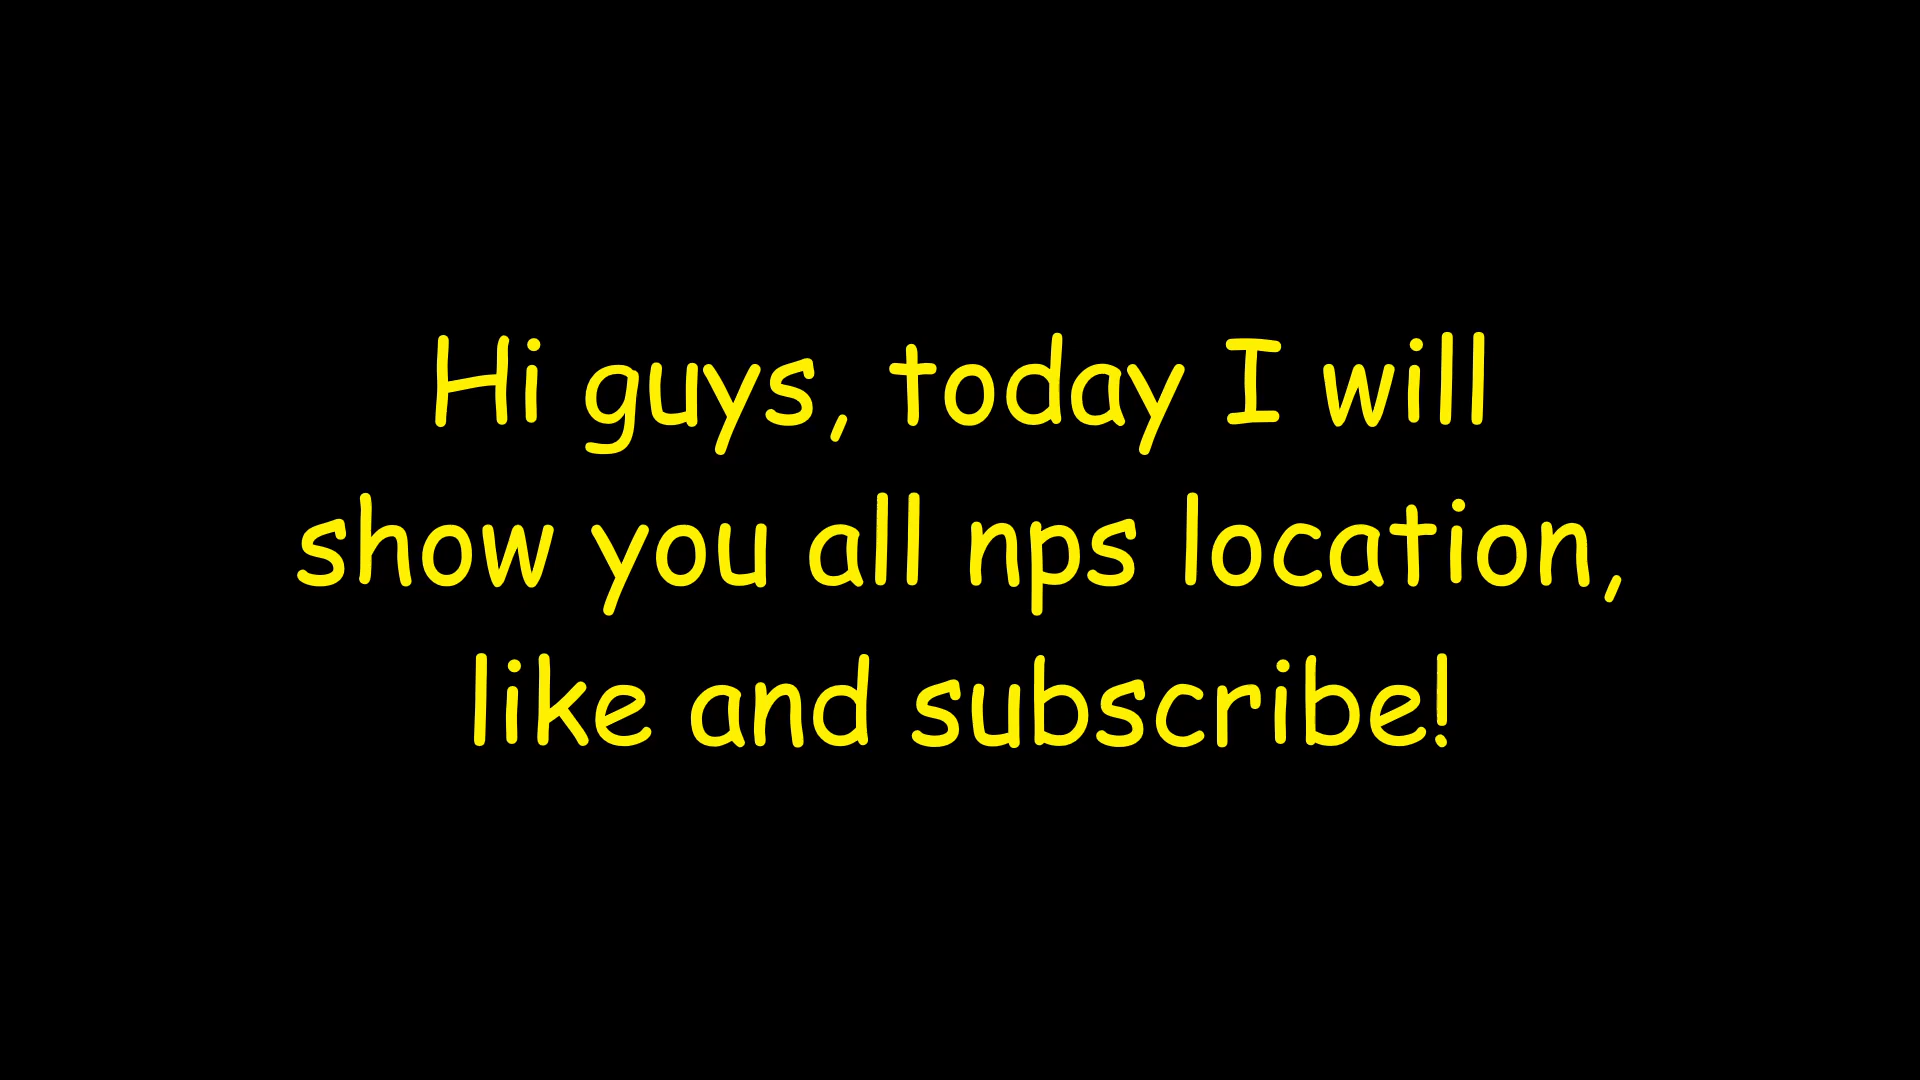 Hi guys, today I will
show you all nps location,
like and subscribe!